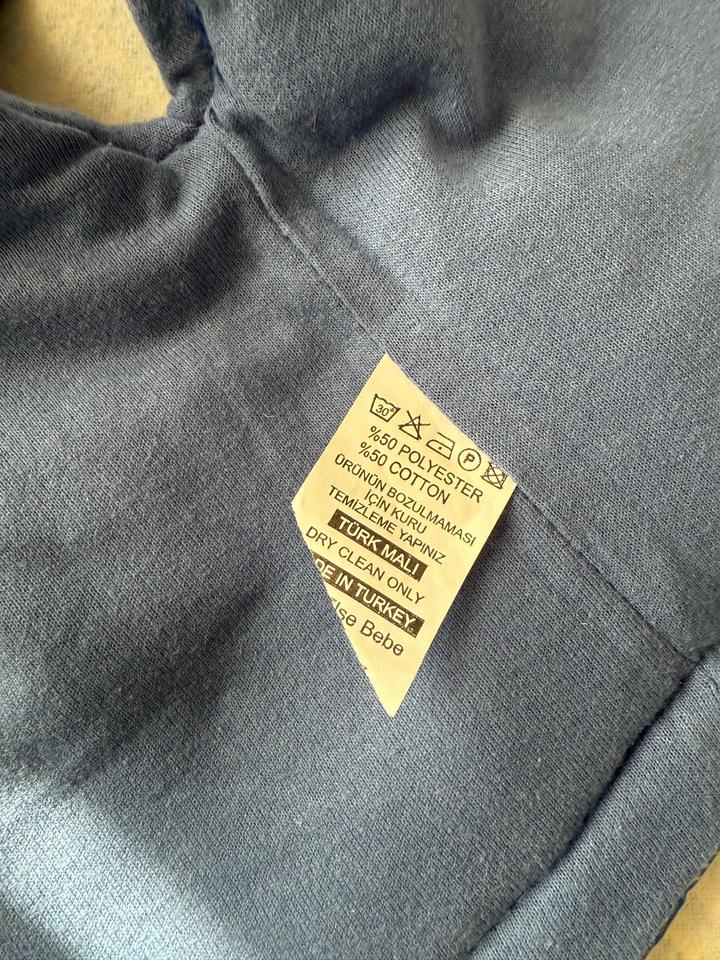 30°
P
%50 POLYESTER
%50 COTTON
ÜRÜNÜN BOZULMAMASI
İÇİN KURU
TEMİZLEME YAPINIZ
TÜRK MALI
DRY CLEAN ONLY
IN TURKEY
Bebe